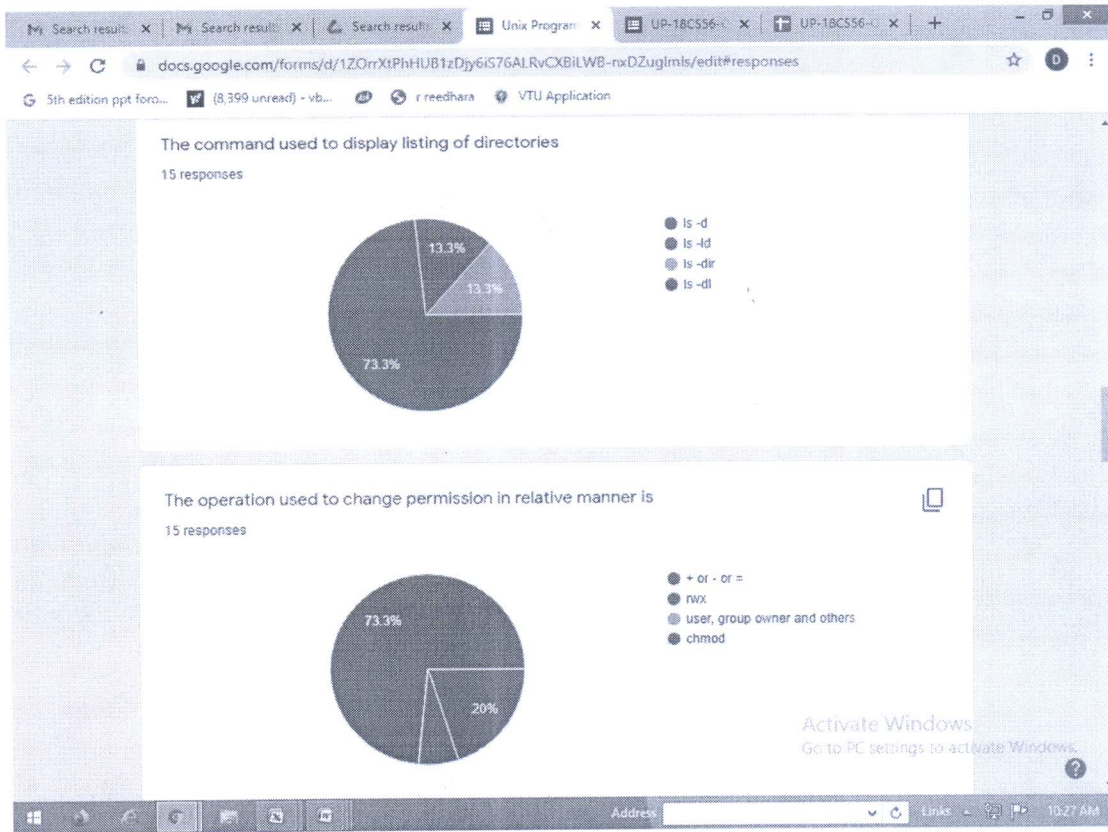 Search result
Search result
Search result
Unix Program
UP-18CS56-
UP-18CS56-
docs.google.com/forms/d/1ZOrrXtPhHUB1zDjy6iS76ALRvCXBiLWB-nxDZuglmls/edit#responses
D
5th edition ppt foro... (8,399 unread) - vb... r reedhara VTU Application
The command used to display listing of directories
15 responses
13.3%
13.3%
73.3%
ls -d
ls -ld
ls -dir
ls -dl
The operation used to change permission in relative manner is
15 responses
73.3%
20%
+ or - or =
rwx
user, group owner and others
chmod
Activate Windows
Go to PC settings to activate Windows.
Address
Links
10:27 AM